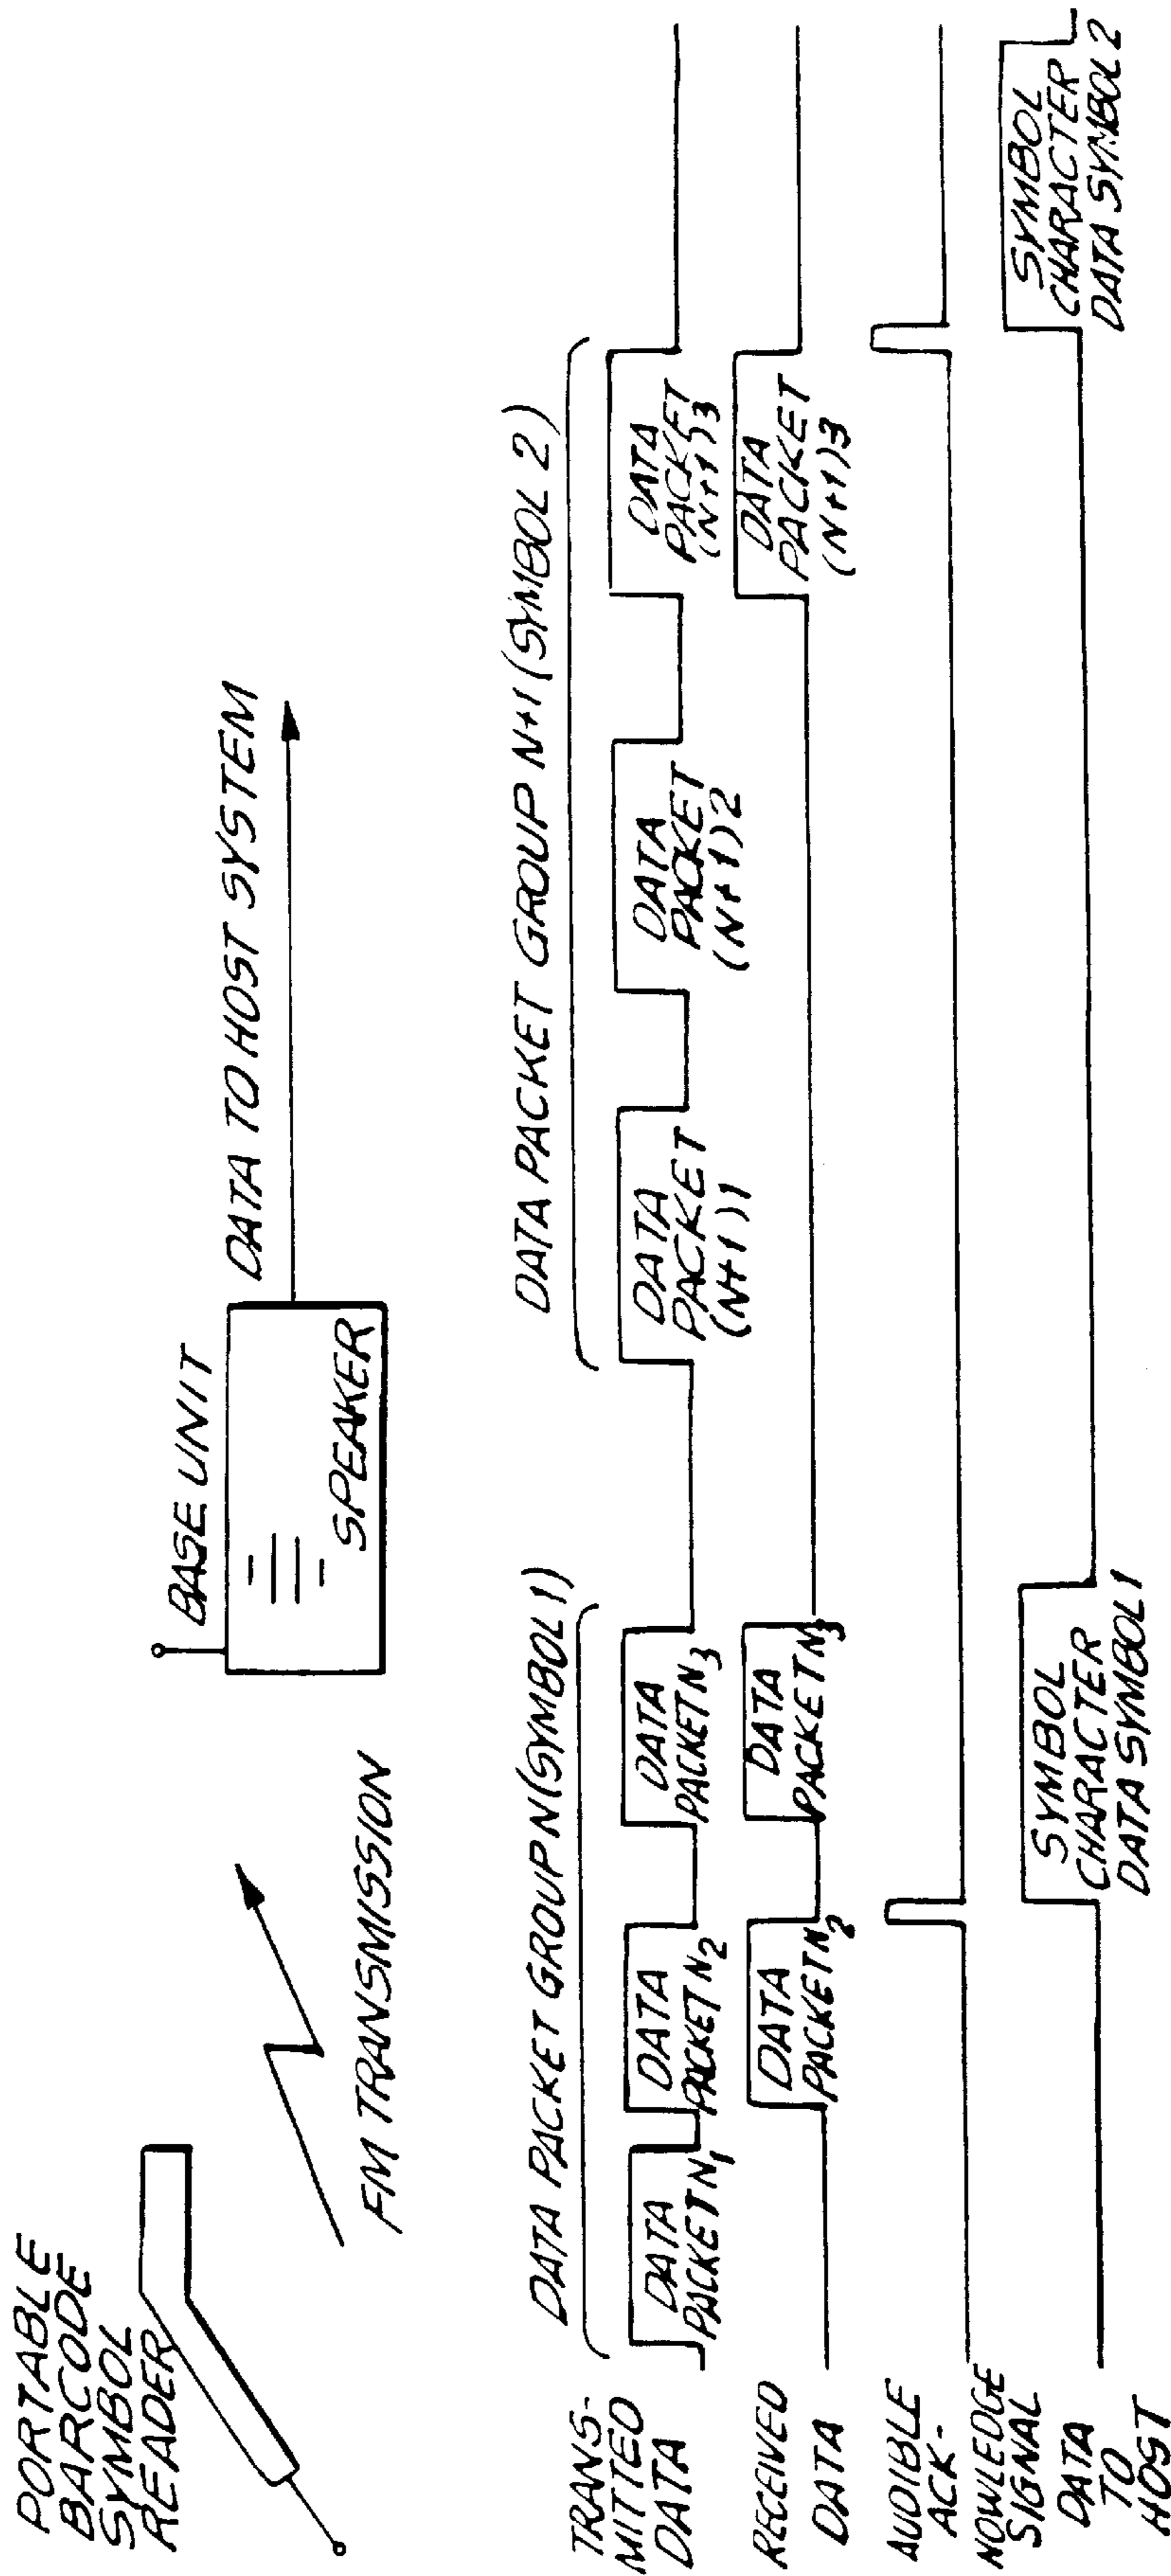 PORTABLE
BARCODE
SYMBOL
READER
FM TRANSMISSION
BASE UNIT
SPEAKER
DATA TO HOST SYSTEM
DATA PACKET GROUP N (SYMBOL 1)
DATA PACKET GROUP N+1 (SYMBOL 2)
TRANS-
MITTED
DATA
DATA
PACKET N1
DATA
PACKET N2
DATA
PACKET N3
DATA
PACKET
(N+1)1
DATA
PACKET
(N+1)2
DATA
PACKET
(N+1)3
RECEIVED
DATA
DATA
PACKET N2
DATA
PACKET N3
DATA
PACKET
(N+1)3
AUDIBLE
ACK-
NOWLEDGE
SIGNAL
DATA
TO
HOST
SYMBOL
CHARACTER
DATA SYMBOL 1
SYMBOL
CHARACTER
DATA SYMBOL 2